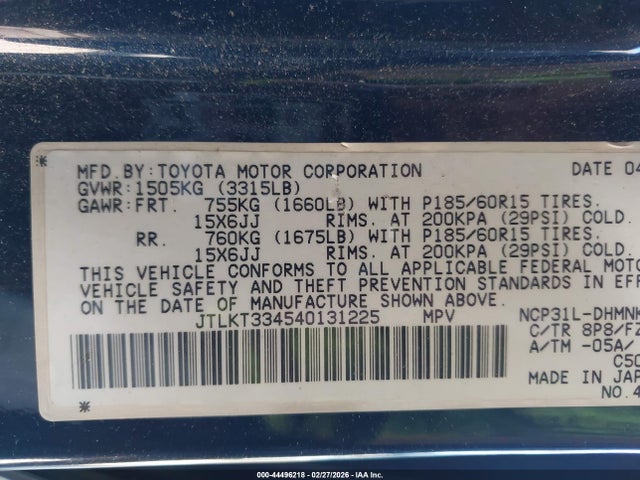 MFD.BY:TOYOTA MOTOR CORPORATION DATE 04
GVWR:1505KG (3315LB)
GAWR:FRT. 755KG (1660LB) WITH P185/60R15 TIRES.
15X6JJ RIMS. AT 200KPA (29PSI) COLD.
RR. 760KG (1675LB) WITH P185/60R15 TIRES.
15X6JJ RIMS. AT 200KPA (29PSI) COLD.
THIS VEHICLE CONFORMS TO ALL APPLICABLE FEDERAL MOTO
VEHICLE SAFETY AND THEFT PREVENTION STANDARDS IN EFFE
ON THE DATE OF MANUFACTURE SHOWN ABOVE.
JTLKT334540131225 MPV NCP31L-DHMNK
C/TR 8P8/FZ
A/TM -05A/
C50
MADE IN JAP
NO.4
000-44496218 - 02/27/2026 - IAA Inc.